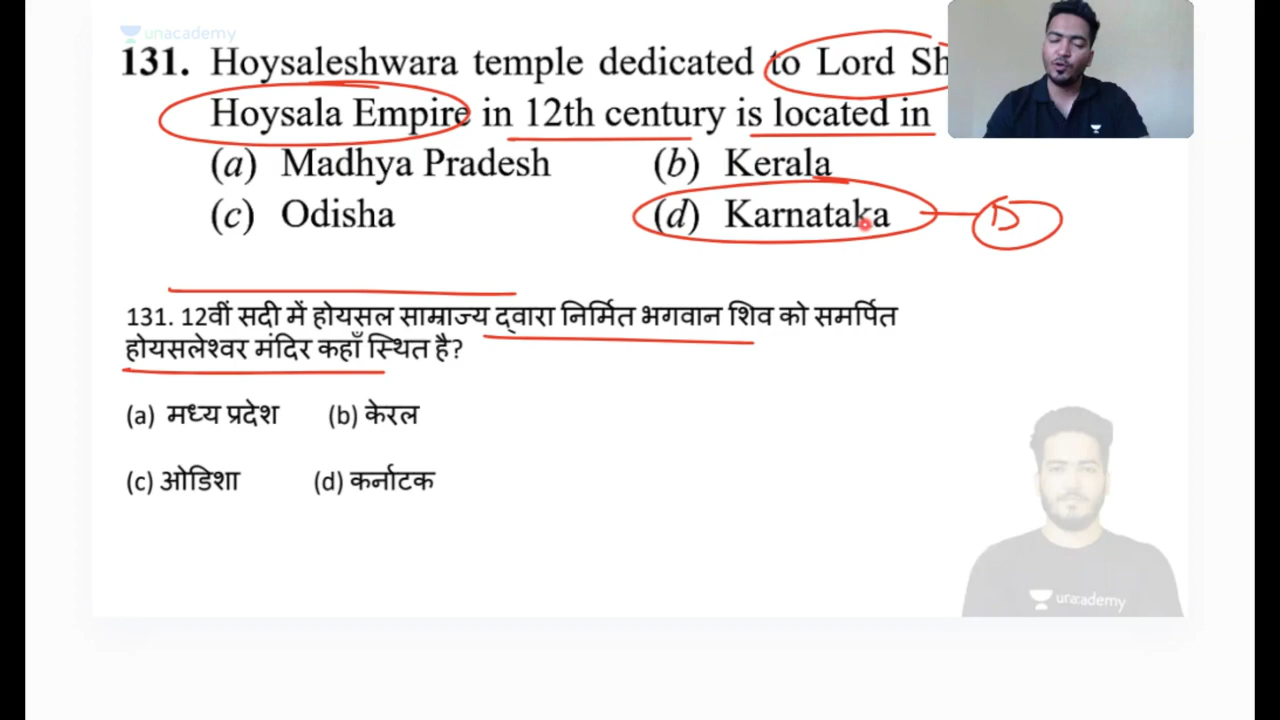 unacademy
131. Hoysaleshwara temple dedicated to Lord
Hoysala Empire in 12th century is located in
(a) Madhya Pradesh (b) Kerala
(c) Odisha (d) Karnataka D
131. 12वीं सदी में होयसल साम्राज्य द्वारा निर्मित भगवान शिव को समर्पित
होयसलेश्वर मंदिर कहाँ स्थित है?
(a) मध्य प्रदेश (b) केरल
(c) ओडिशा (d) कर्नाटक
unacademy